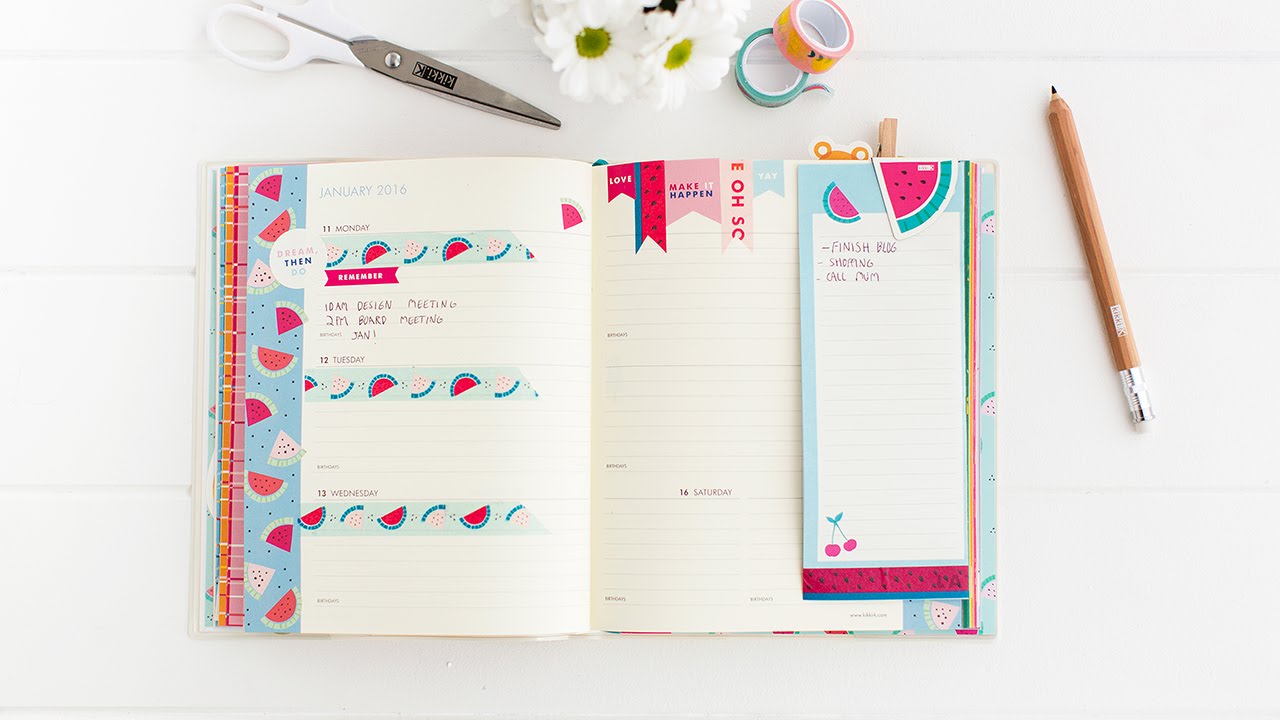 kikki.K
JANUARY 2016
11 MONDAY
REMEMBER
10AM DESIGN MEETING
2PM BOARD MEETING
BIRTHDAYS JAN!
DREAM,
THEN
DO
12 TUESDAY
BIRTHDAYS
13 WEDNESDAY
BIRTHDAYS
LOVE
MAKE IT
HAPPEN
E OH SO
YAY
BIRTHDAYS
BIRTHDAYS
16 SATURDAY
BIRTHDAYS
BIRTHDAYS
www.kikki-k.com
- FINISH BLOG
- SHOPPING
- CALL MUM
kikki.K